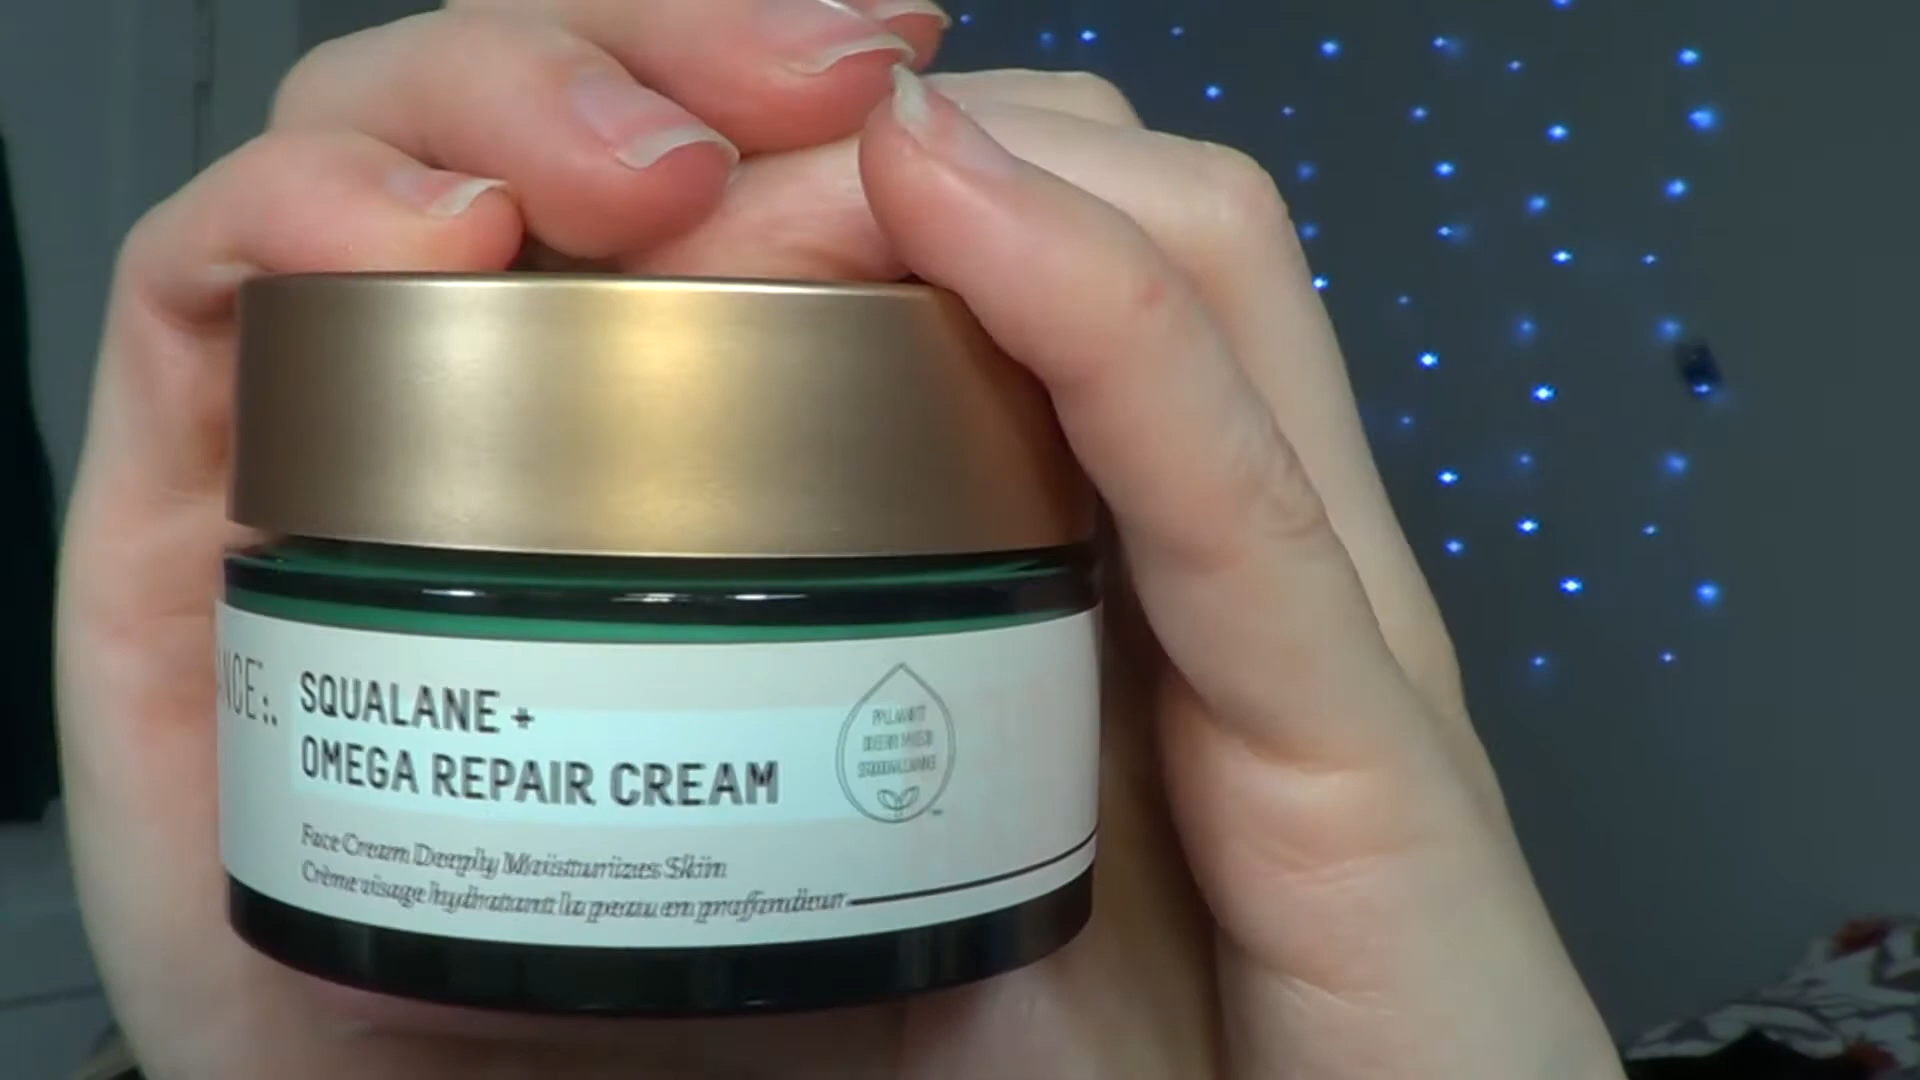 SQUALANE +
OMEGA REPAIR CREAM
Face Cream Deeply Moisturizes Skin
Crème visage hydratant la peau en profondeur